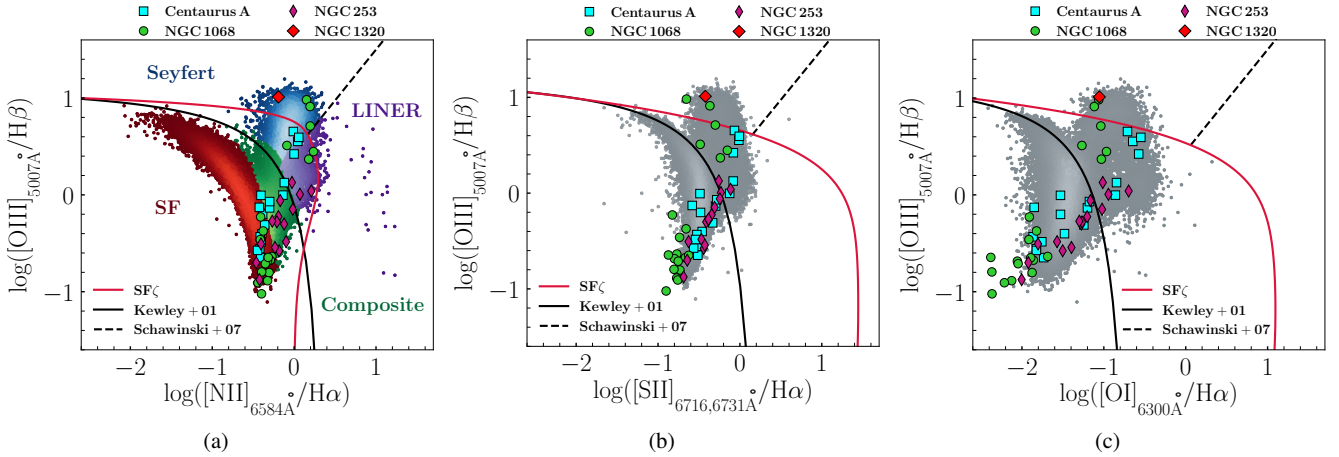 Centaurus A NGC 253
NGC 1068 NGC 1320
Seyfert
LINER
SF
Composite
SFζ
Kewley + 01
Schawinski + 07
1
0
−1
−2 −1 0 1
log([OIII]5007Å/Hβ)
log([NII]6584Å/Hα)
(a)
Centaurus A NGC 253
NGC 1068 NGC 1320
SFζ
Kewley + 01
Schawinski + 07
1
0
−1
−2 −1 0 1
log([OIII]5007Å/Hβ)
log([SII]6716,6731Å/Hα)
(b)
Centaurus A NGC 253
NGC 1068 NGC 1320
SFζ
Kewley + 01
Schawinski + 07
1
0
−1
−2 −1 0 1
log([OIII]5007Å/Hβ)
log([OI]6300Å/Hα)
(c)